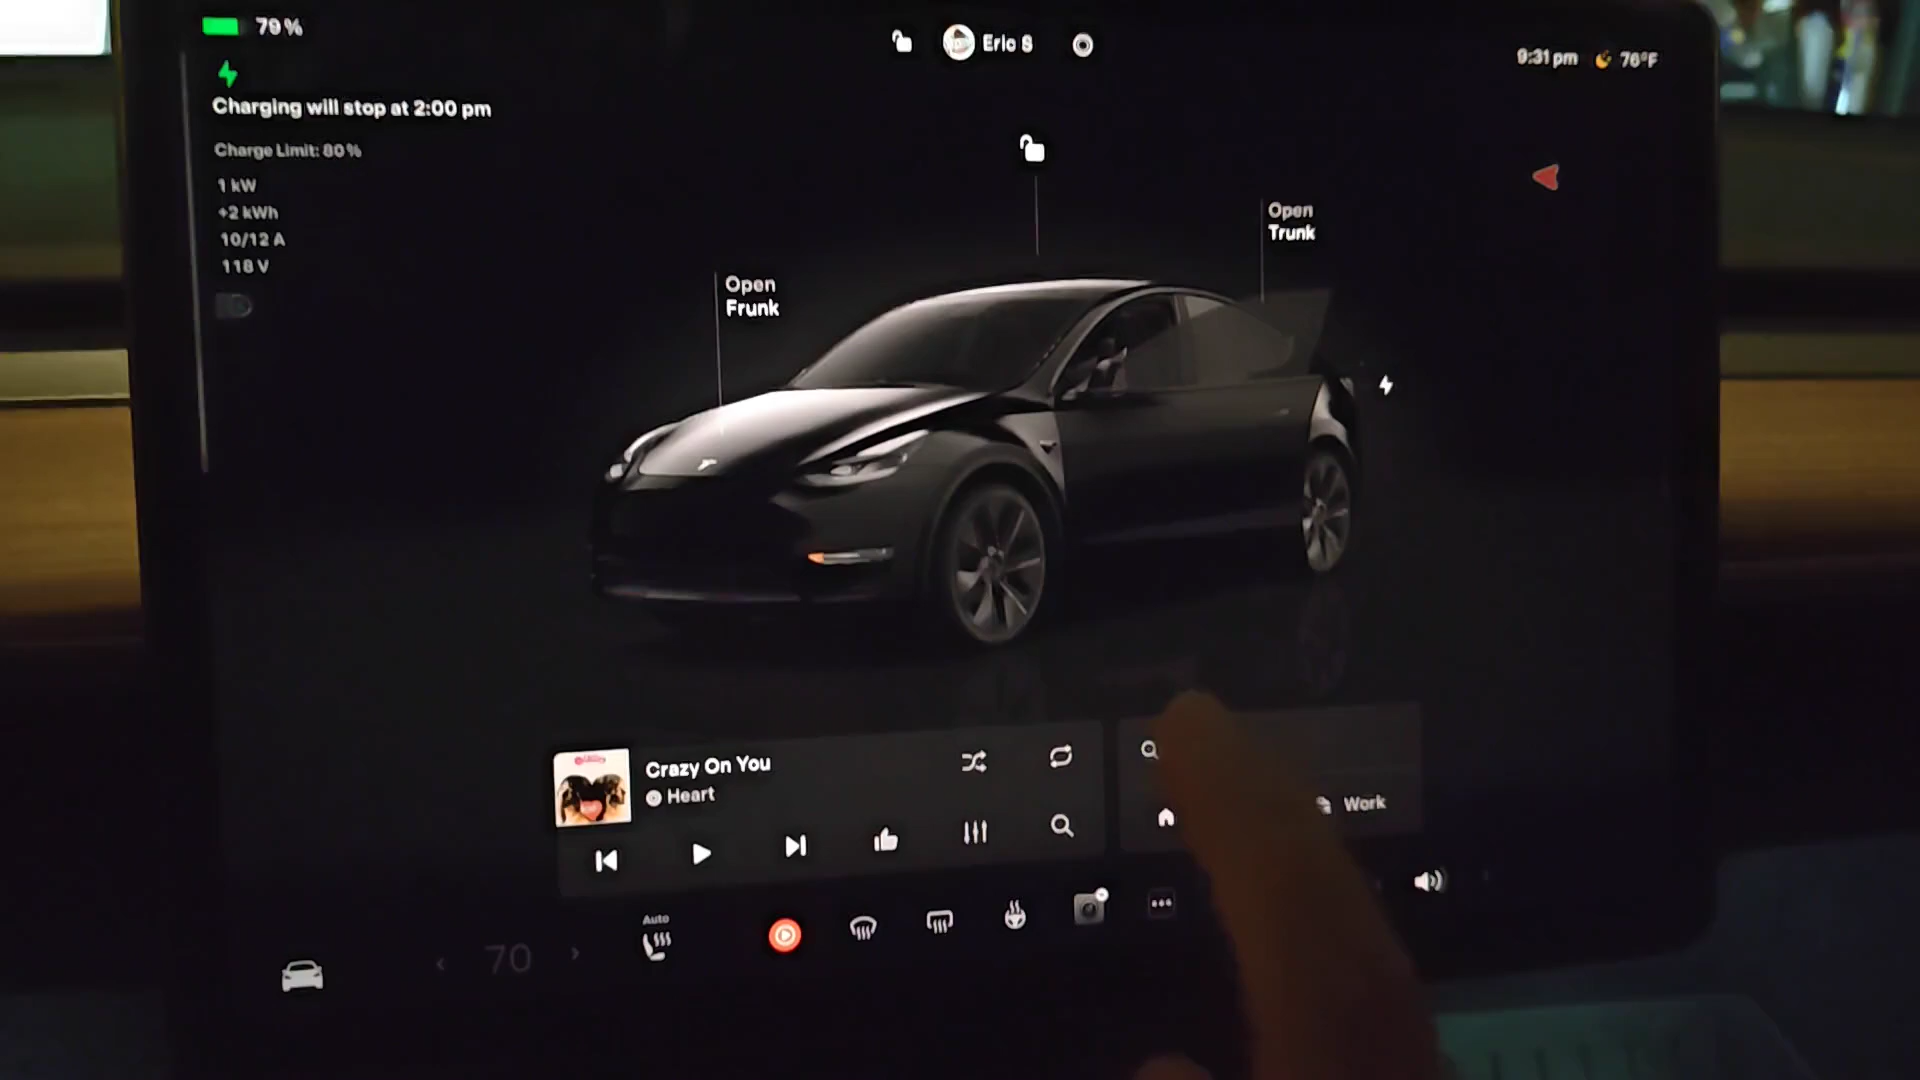 79%
Eric S
9:31 pm 76°F
Charging will stop at 2:00 pm
Charge Limit: 80%
1 kW
+2 kWh
10/12 A
118 V
Open
Trunk
Open
Frunk
Crazy On You
Heart
Work
Auto
70